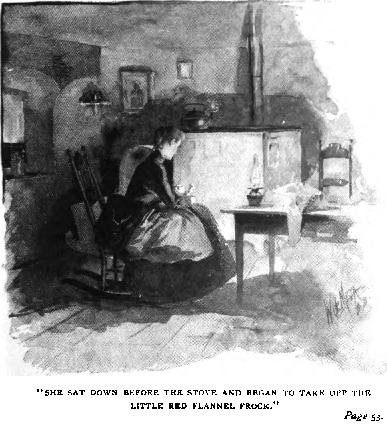 "SHE SAT DOWN BEFORE THE STOVE AND BEGAN TO TAKE OFF THE
LITTLE RED FLANNEL FROCK."
Page 53.